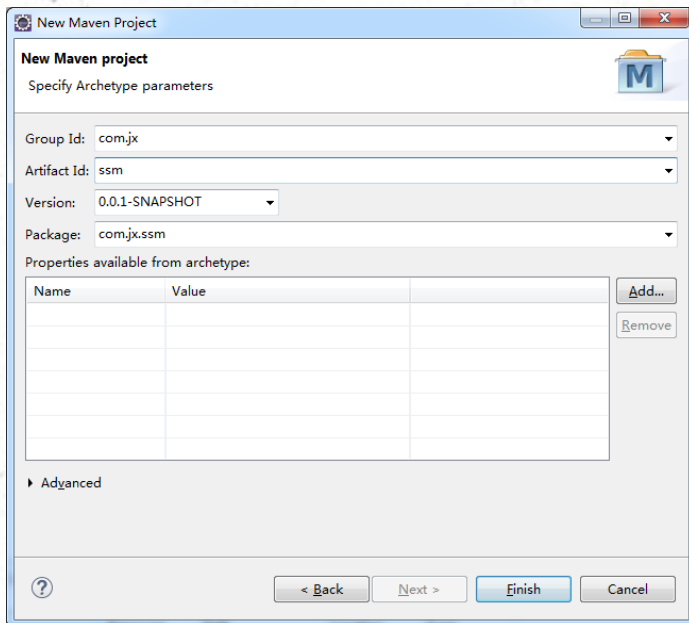 New Maven Project
New Maven project
Specify Archetype parameters
M
Group Id: com.jx
Artifact Id: ssm
Version: 0.0.1-SNAPSHOT
Package: com.jx.ssm
Properties available from archetype:
Name Value
Add...
Remove
Advanced
? < Back Next > Finish Cancel